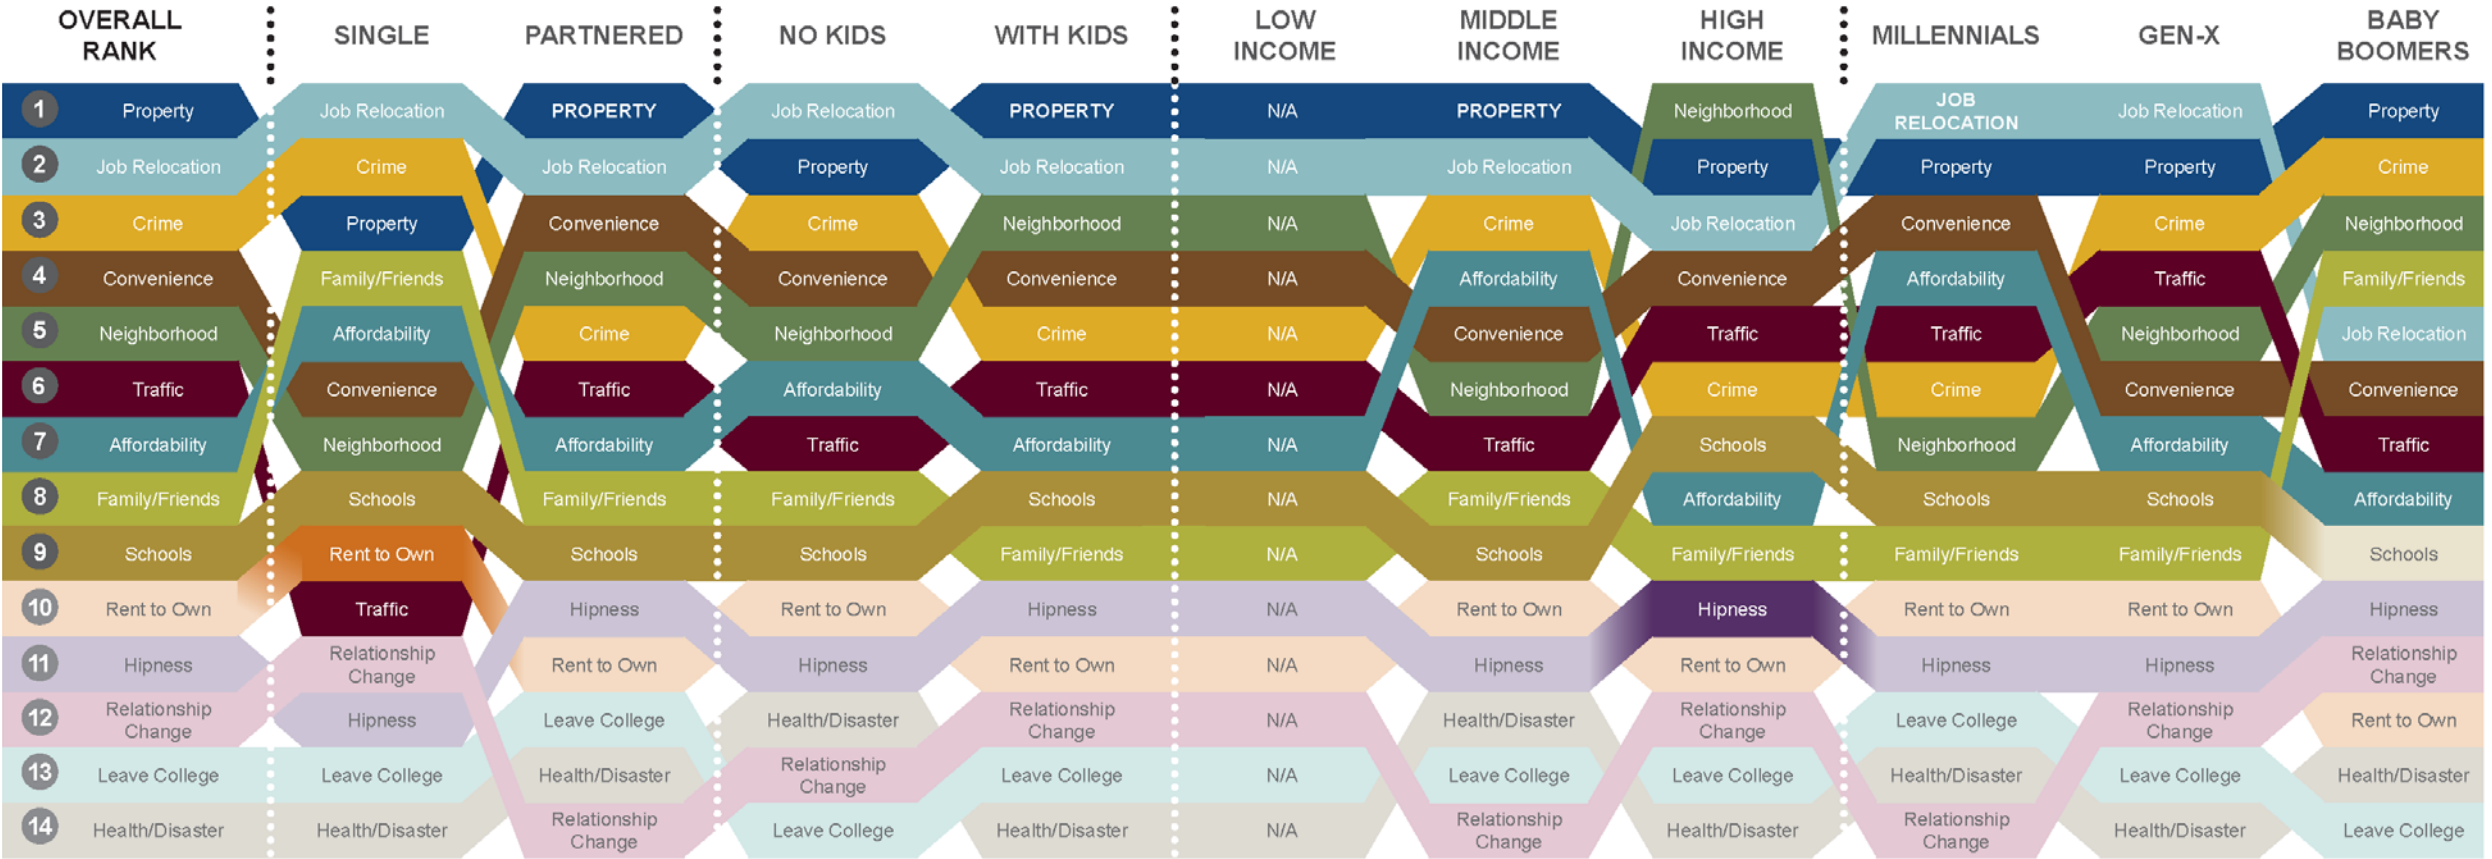 OVERALL RANK
SINGLE
PARTNERED
NO KIDS
WITH KIDS
LOW INCOME
MIDDLE INCOME
HIGH INCOME
MILLENNIALS
GEN-X
BABY BOOMERS
1 Property Job Relocation PROPERTY Job Relocation PROPERTY N/A PROPERTY Neighborhood JOB RELOCATION Job Relocation Property
2 Job Relocation Crime Job Relocation Property Job Relocation N/A Job Relocation Property Property Property Crime
3 Crime Property Convenience Crime Neighborhood N/A Crime Job Relocation Convenience Crime Neighborhood
4 Convenience Family/Friends Neighborhood Convenience Convenience N/A Affordability Convenience Affordability Traffic Family/Friends
5 Neighborhood Affordability Crime Neighborhood Crime N/A Convenience Traffic Traffic Neighborhood Job Relocation
6 Traffic Convenience Traffic Affordability Traffic N/A Neighborhood Crime Crime Convenience Convenience
7 Affordability Neighborhood Affordability Traffic Affordability N/A Traffic Schools Neighborhood Affordability Traffic
8 Family/Friends Schools Family/Friends Family/Friends Schools N/A Family/Friends Affordability Schools Schools Affordability
9 Schools Rent to Own Schools Schools Family/Friends N/A Schools Family/Friends Family/Friends Family/Friends Schools
10 Rent to Own Traffic Hipness Rent to Own Hipness N/A Rent to Own Hipness Rent to Own Rent to Own Hipness
11 Hipness Relationship Change Rent to Own Hipness Rent to Own N/A Hipness Rent to Own Hipness Hipness Relationship Change
12 Relationship Change Hipness Leave College Health/Disaster Relationship Change N/A Health/Disaster Relationship Change Leave College Relationship Change Rent to Own
13 Leave College Leave College Health/Disaster Relationship Change Leave College N/A Leave College Leave College Health/Disaster Leave College Health/Disaster
14 Health/Disaster Health/Disaster Relationship Change Leave College Health/Disaster N/A Relationship Change Health/Disaster Relationship Change Health/Disaster Leave College